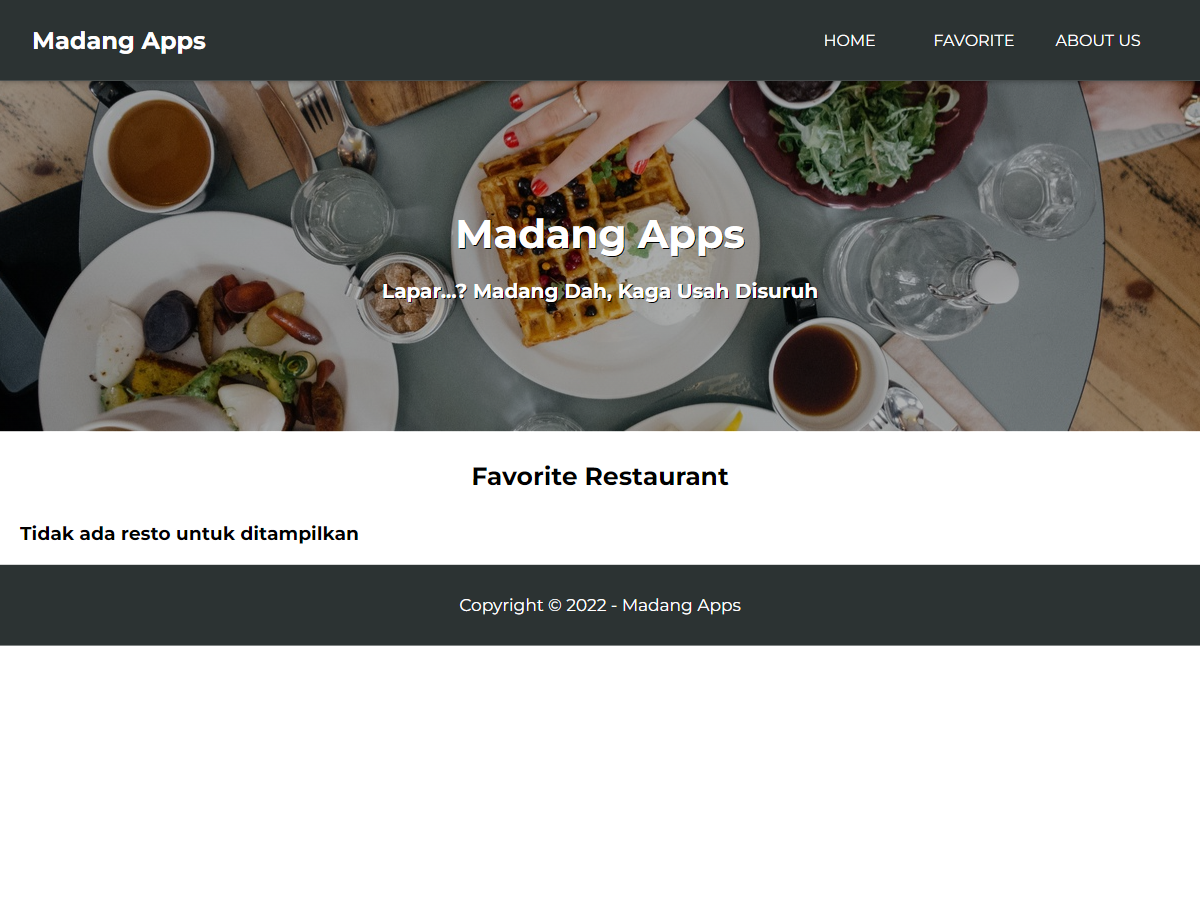 Madang Apps
HOME FAVORITE ABOUT US
Madang Apps
Lapar...? Madang Dah, Kaga Usah Disuruh
Favorite Restaurant
Tidak ada resto untuk ditampilkan
Copyright © 2022 - Madang Apps